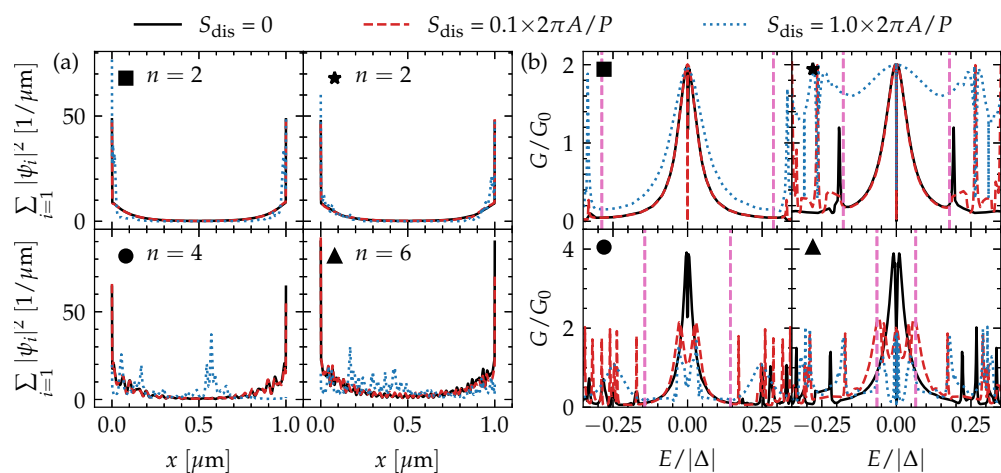 S_dis = 0 S_dis = 0.1×2πA/P S_dis = 1.0×2πA/P
(a) ■ n = 2 ★ n = 2
∑_{i=1} |ψ_i|² [1/μm]
50
0
● n = 4 ▲ n = 6
∑_{i=1} |ψ_i|² [1/μm]
50
0
0.0 0.5 1.0 0.0 0.5 1.0
x [μm] x [μm]
(b) ■ ★
G/G_0
2
1
0
● ▲
G/G_0
4
2
0
−0.25 0.00 0.25 −0.25 0.00 0.25
E/|Δ| E/|Δ|